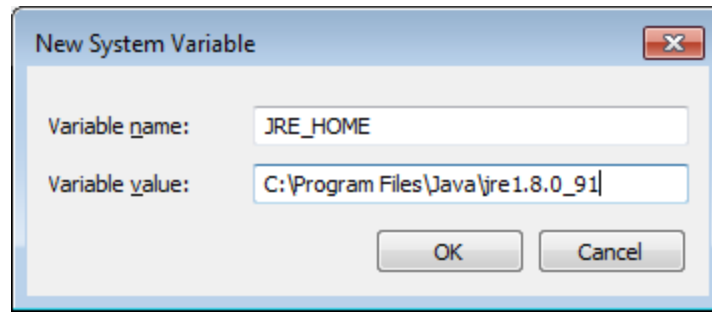 New System Variable
Variable name: JRE_HOME
Variable value: C:\Program Files\Java\jre1.8.0_91
OK Cancel